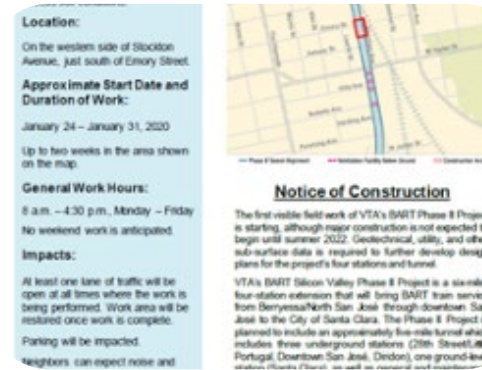 Location:
On the western side of Stockton
Avenue, just south of Emory Street.
Approximate Start Date and
Duration of Work:
January 24 – January 31, 2020
Up to two weeks in the area shown
on the map.
General Work Hours:
8 a.m. – 4:30 p.m., Monday – Friday
No weekend work is anticipated.
Impacts:
At least one lane of traffic will be
open at all times where the work is
being performed. Work area will be
restored once work is complete.
Parking will be impacted.
Neighbors can expect noise and
Notice of Construction
The first visible field work of VTA's BART Phase II Project
is starting, although major construction is not expected to
begin until summer 2022. Geotechnical, utility, and othe
sub-surface data is required to further develop desig
plans for the project's four stations and tunnel.
VTA's BART Silicon Valley Phase II Project is a six-mile
four-station extension that will bring BART train servic
from Berryessa/North San José through downtown Sa
José to the City of Santa Clara. The Phase II Project
planned to include an approximately five-mile tunnel which
includes three underground stations (28th Street/Litt
Portugal, Downtown San José, Diridon), one ground-lev
station (Santa Clara), as well as